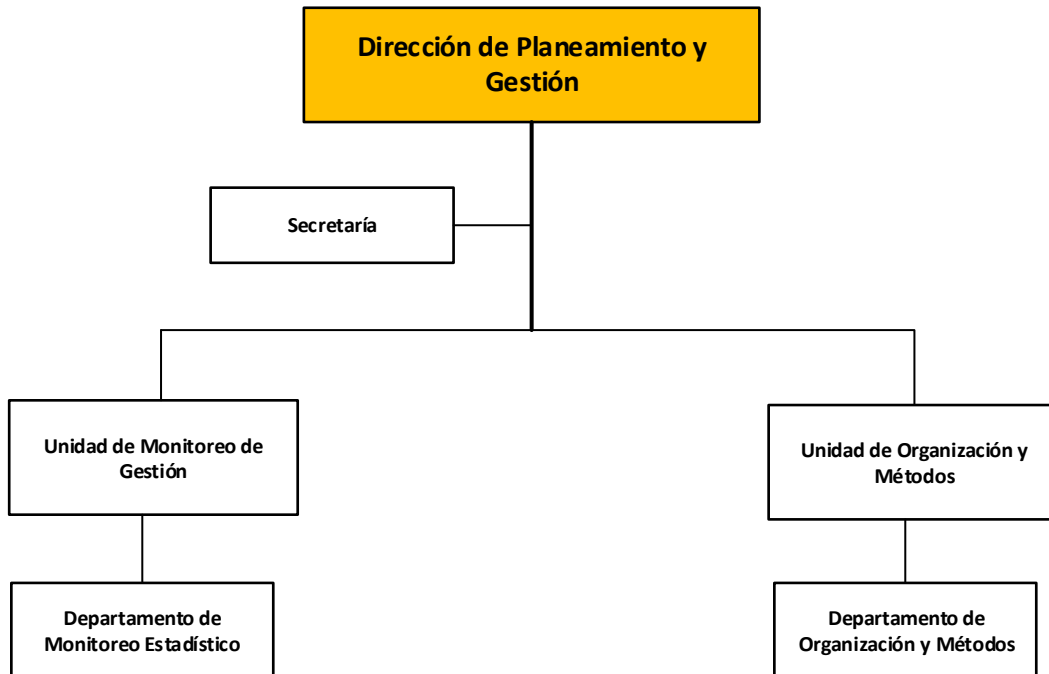 Dirección de Planeamiento y
Gestión
Secretaría
Unidad de Monitoreo de
Gestión
Unidad de Organización y
Métodos
Departamento de
Monitoreo Estadístico
Departamento de
Organización y Métodos